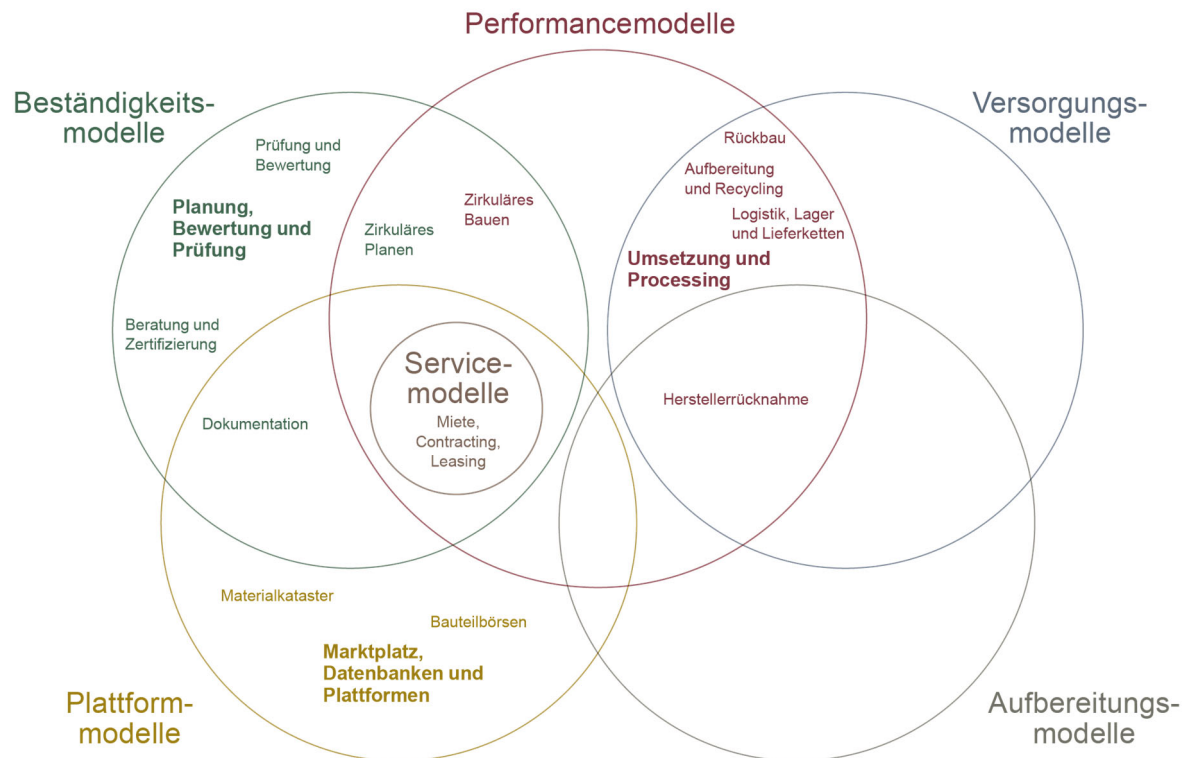 Performancemodelle
Beständigkeits-
modelle
Versorgungs-
modelle
Prüfung und
Bewertung
Planung,
Bewertung und
Prüfung
Zirkuläres
Planen
Zirkuläres
Bauen
Rückbau
Aufbereitung
und Recycling
Logistik, Lager
und Lieferketten
Umsetzung und
Processing
Beratung und
Zertifizierung
Service-
modelle
Miete,
Contracting,
Leasing
Herstellerrücknahme
Dokumentation
Materialkataster
Bauteilbörsen
Marktplatz,
Datenbanken und
Plattformen
Plattform-
modelle
Aufbereitungs-
modelle